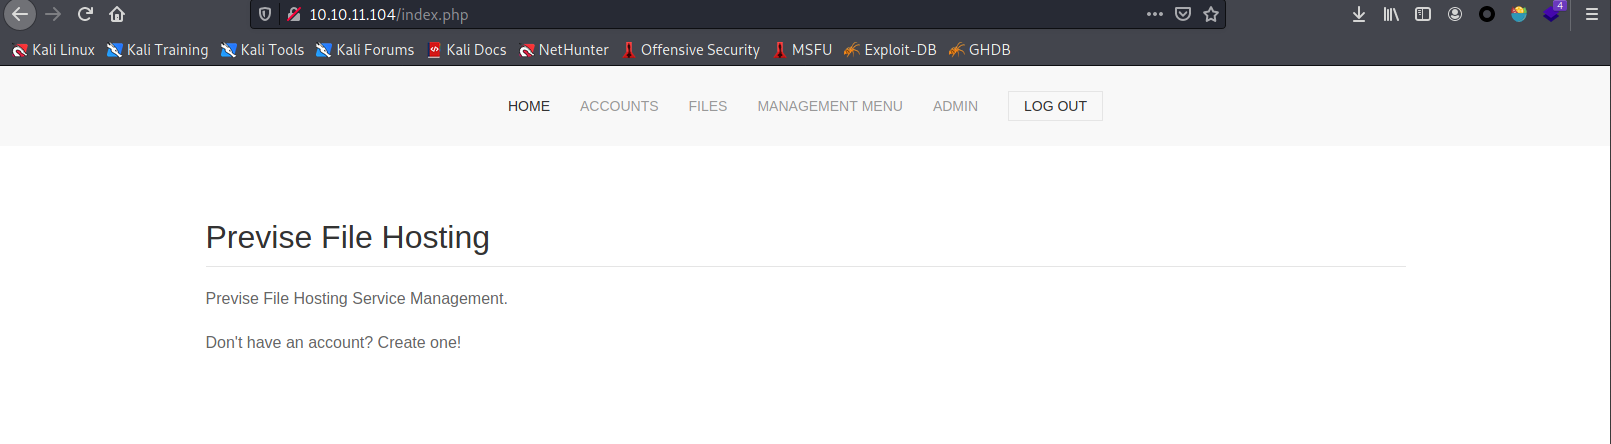 10.10.11.104/index.php
4
Kali Linux Kali Training Kali Tools Kali Forums Kali Docs NetHunter Offensive Security MSFU Exploit-DB GHDB
HOME ACCOUNTS FILES MANAGEMENT MENU ADMIN LOG OUT
Previse File Hosting
Previse File Hosting Service Management.
Don't have an account? Create one!